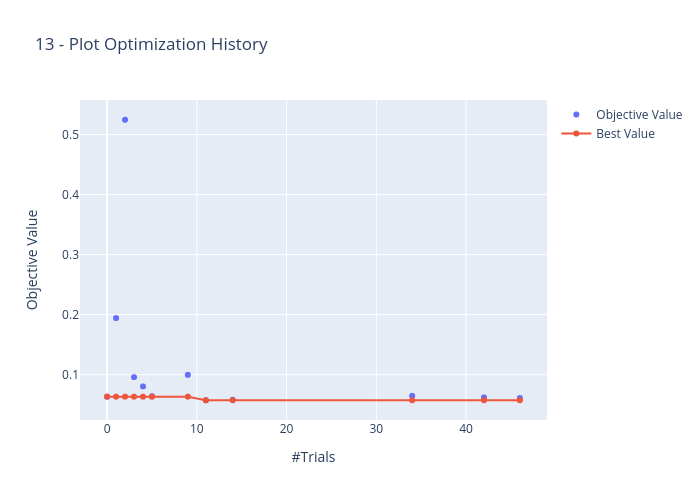 13 - Plot Optimization History
Objective Value
Best Value
0.5
0.4
0.3
0.2
0.1
Objective Value
0
10
20
30
40
#Trials